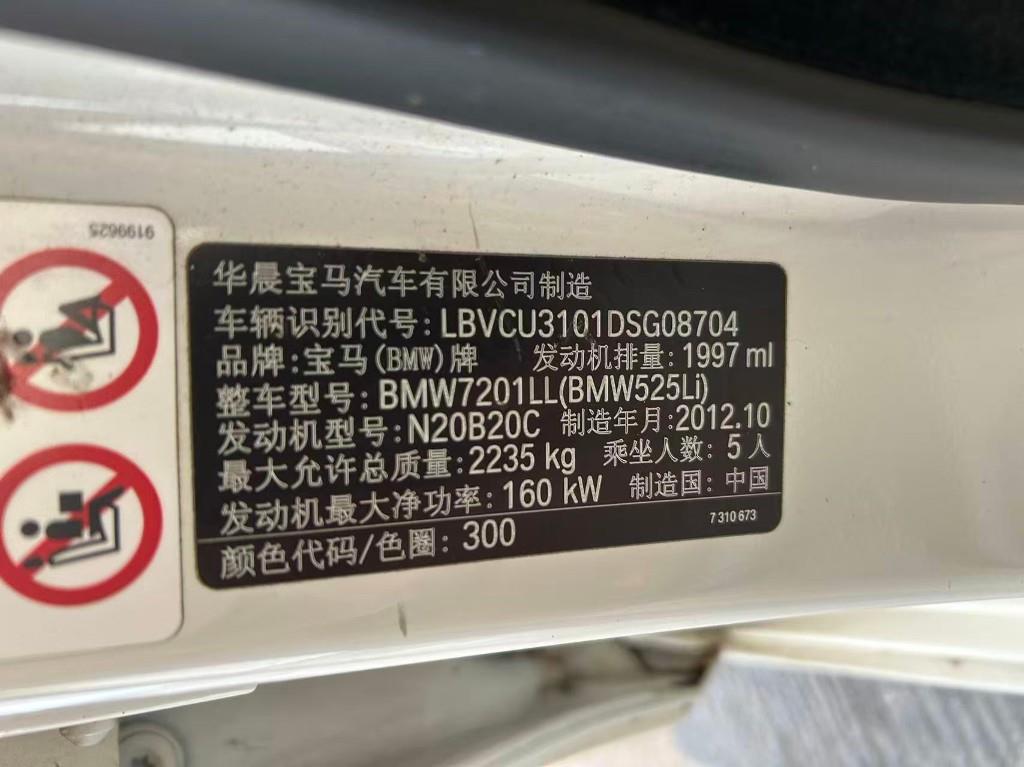 9199625
华晨宝马汽车有限公司制造
车辆识别代号: LBVCU3101DSG08704
品牌: 宝马(BMW)牌 发动机排量: 1997 ml
整车型号: BMW7201LL(BMW525Li)
发动机型号: N20B20C 制造年月: 2012.10
最大允许总质量: 2235 kg 乘坐人数: 5 人
发动机最大净功率: 160 kW 制造国: 中国
7 310 673
颜色代码/色圈: 300